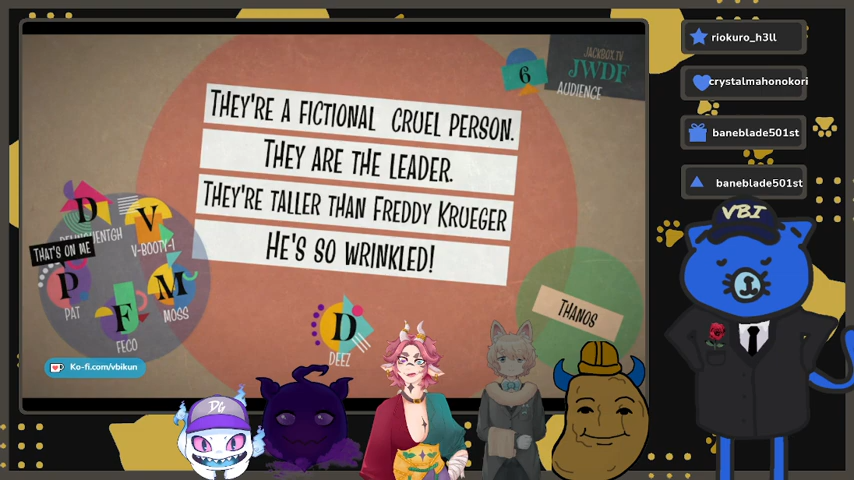 THEY'RE A FICTIONAL CRUEL PERSON.
THEY ARE THE LEADER.
THEY'RE TALLER THAN FREDDY KRUEGER
HE'S SO WRINKLED!
6
JACKBOX.TV
JWDF
AUDIENCE
D
V
V-BOOTY-1
THAT'S ON ME
P
PAT
F
FECO
M
MOSS
D
DEEZ
THANOS
Ko-fi.com/vbikun
DG
riokuro_h3ll
crystalmahonokori
baneblade501st
baneblade501st
VBI